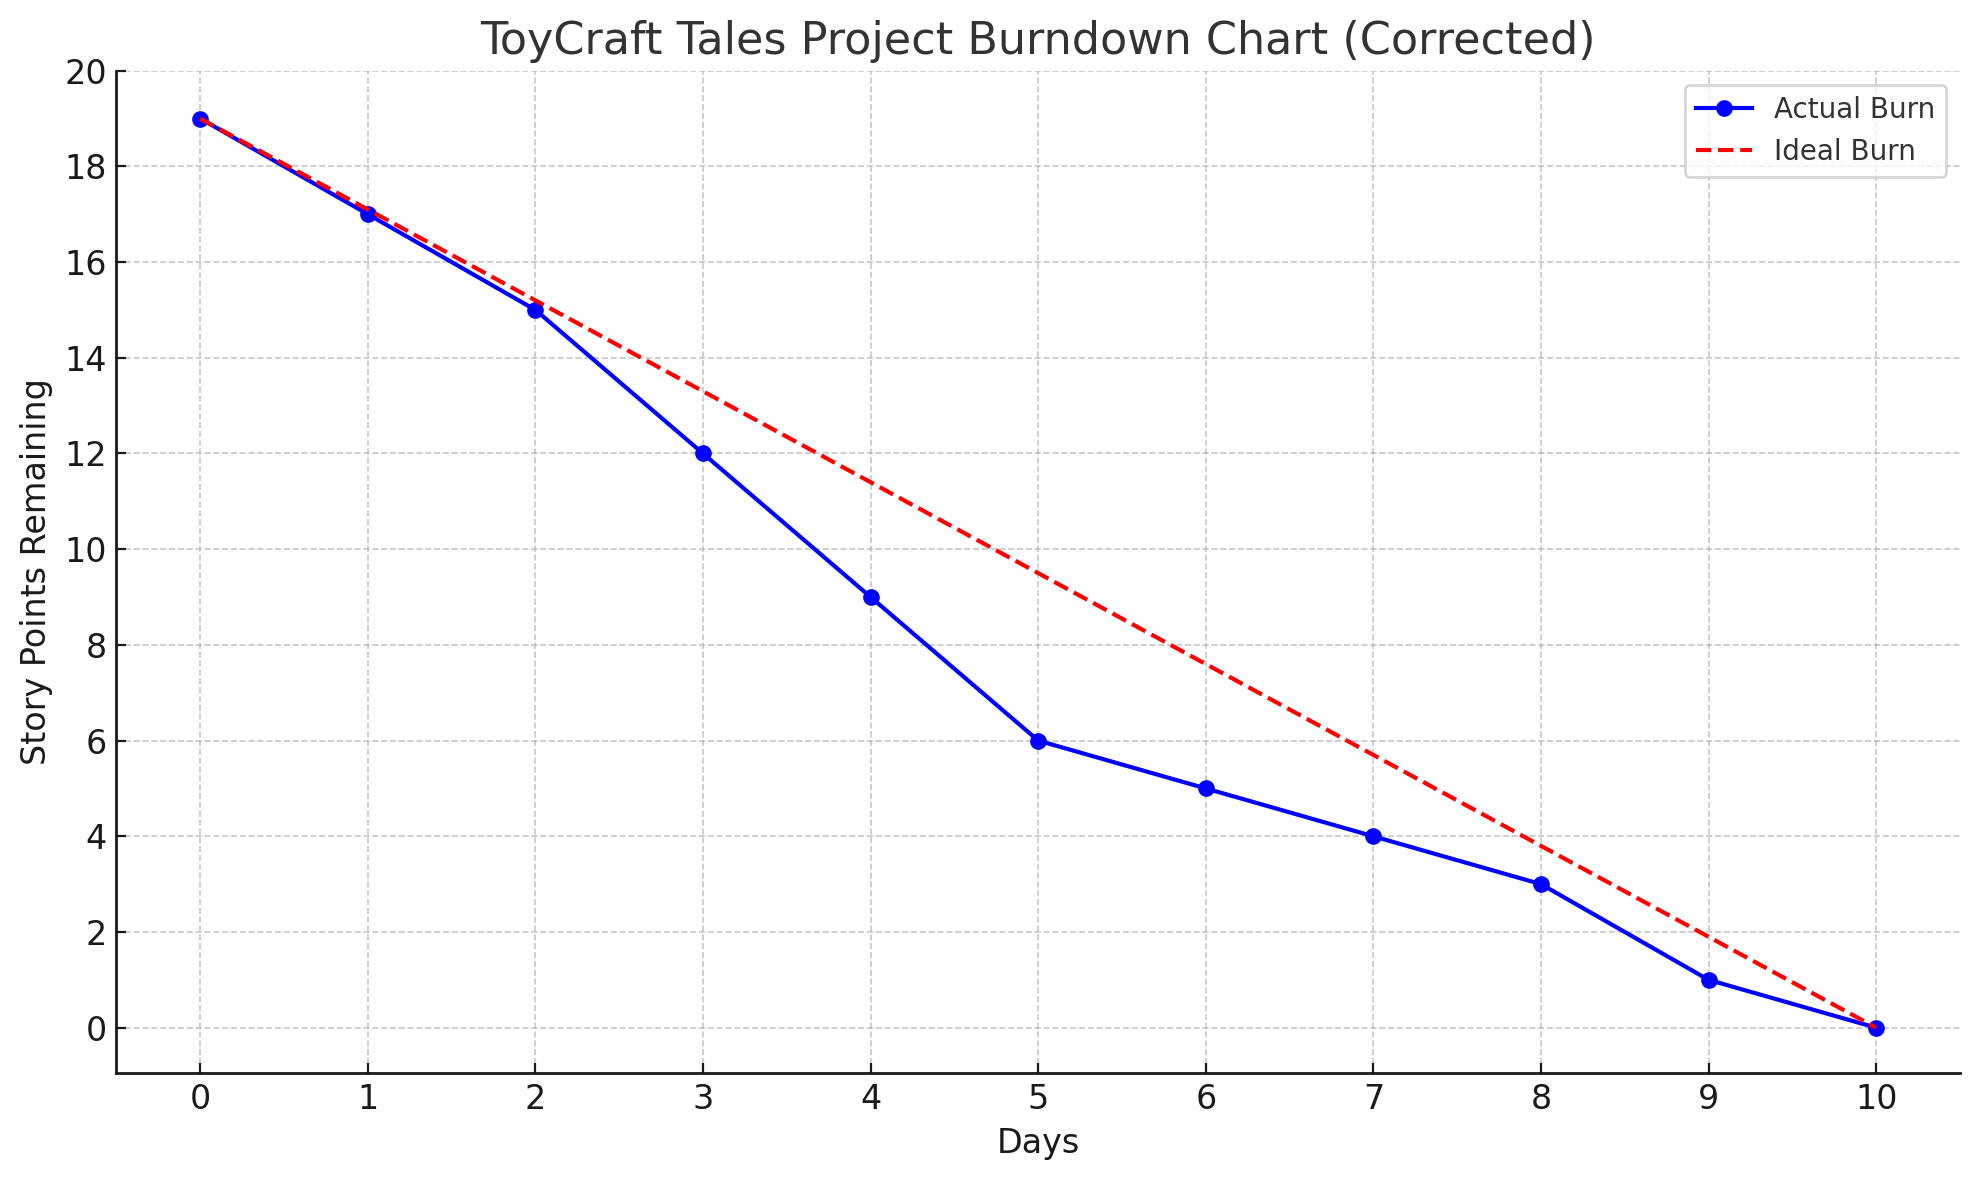 ToyCraft Tales Project Burndown Chart (Corrected)
Actual Burn
Ideal Burn
Story Points Remaining
20
18
16
14
12
10
8
6
4
2
0
0 1 2 3 4 5 6 7 8 9 10
Days